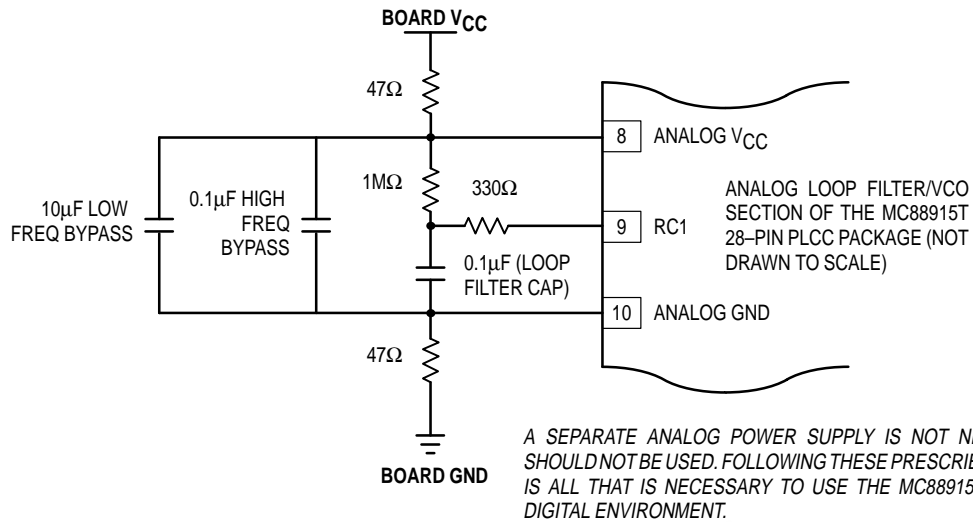 BOARD VCC
47Ω
8 ANALOG VCC
1MΩ
330Ω
10µF LOW
FREQ BYPASS
0.1µF HIGH
FREQ
BYPASS
9 RC1
ANALOG LOOP FILTER/VCO
SECTION OF THE MC88915T
28–PIN PLCC PACKAGE (NOT
DRAWN TO SCALE)
0.1µF (LOOP
FILTER CAP)
10 ANALOG GND
47Ω
BOARD GND
A SEPARATE ANALOG POWER SUPPLY IS NOT
SHOULD NOT BE USED. FOLLOWING THESE
IS ALL THAT IS NECESSARY TO USE THE
DIGITAL ENVIRONMENT.